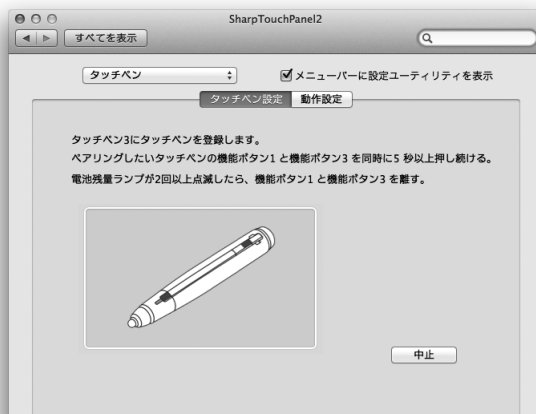 SharpTouchPanel2
すべてを表示
タッチペン
メニューバーに設定ユーティリティを表示
タッチペン設定 動作設定
タッチペン3にタッチペンを登録します。
ペアリングしたいタッチペンの機能ボタン1 と機能ボタン3 を同時に5 秒以上押し続ける。
電池残量ランプが2回以上点滅したら、機能ボタン1 と機能ボタン3 を離す。
中止